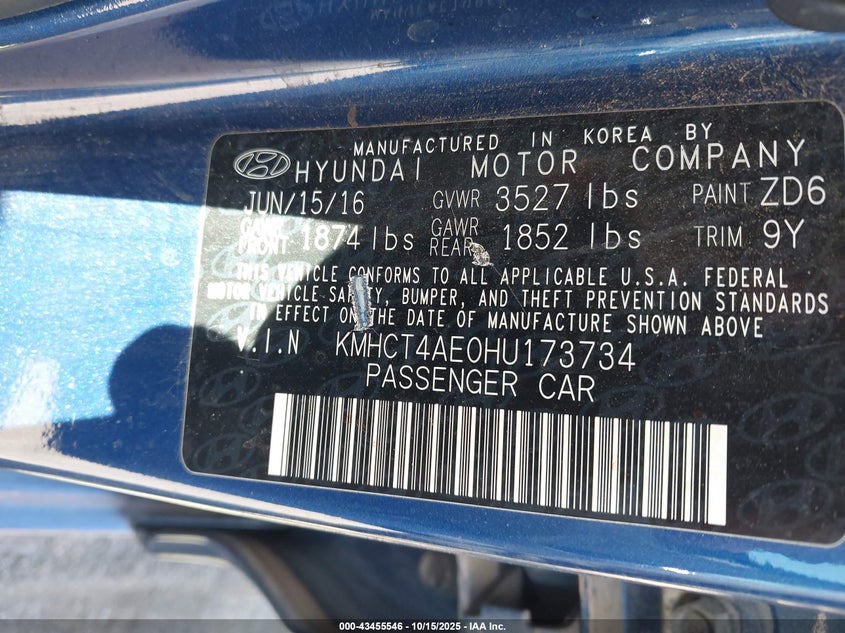 MANUFACTURED IN KOREA BY
HYUNDAI MOTOR COMPANY
JUN/15/16 GVWR 3527 lbs PAINT ZD6
GAWR FRONT 1874 lbs GAWR REAR 1852 lbs TRIM 9Y
THIS VEHICLE CONFORMS TO ALL APPLICABLE U.S.A. FEDERAL
MOTOR VEHICLE SAFETY, BUMPER, AND THEFT PREVENTION STANDARDS
IN EFFECT ON THE DATE OF MANUFACTURE SHOWN ABOVE
V.I.N KMHCT4AE0HU173734
PASSENGER CAR
000-43455546 - 10/15/2025 - IAA Inc.